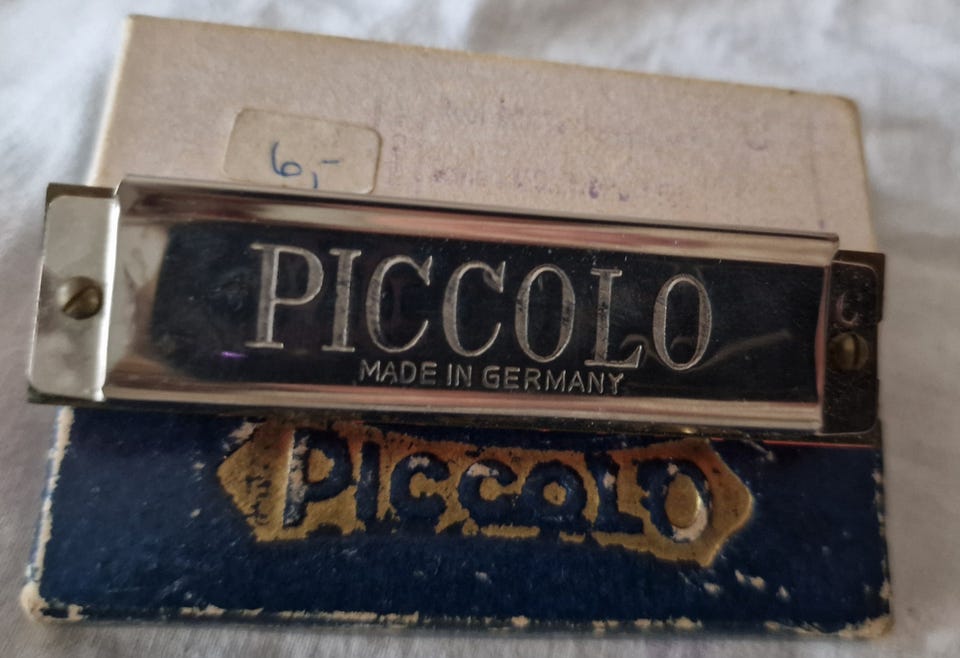 6,-
PICCOLO
C
MADE IN GERMANY
PICCOLO